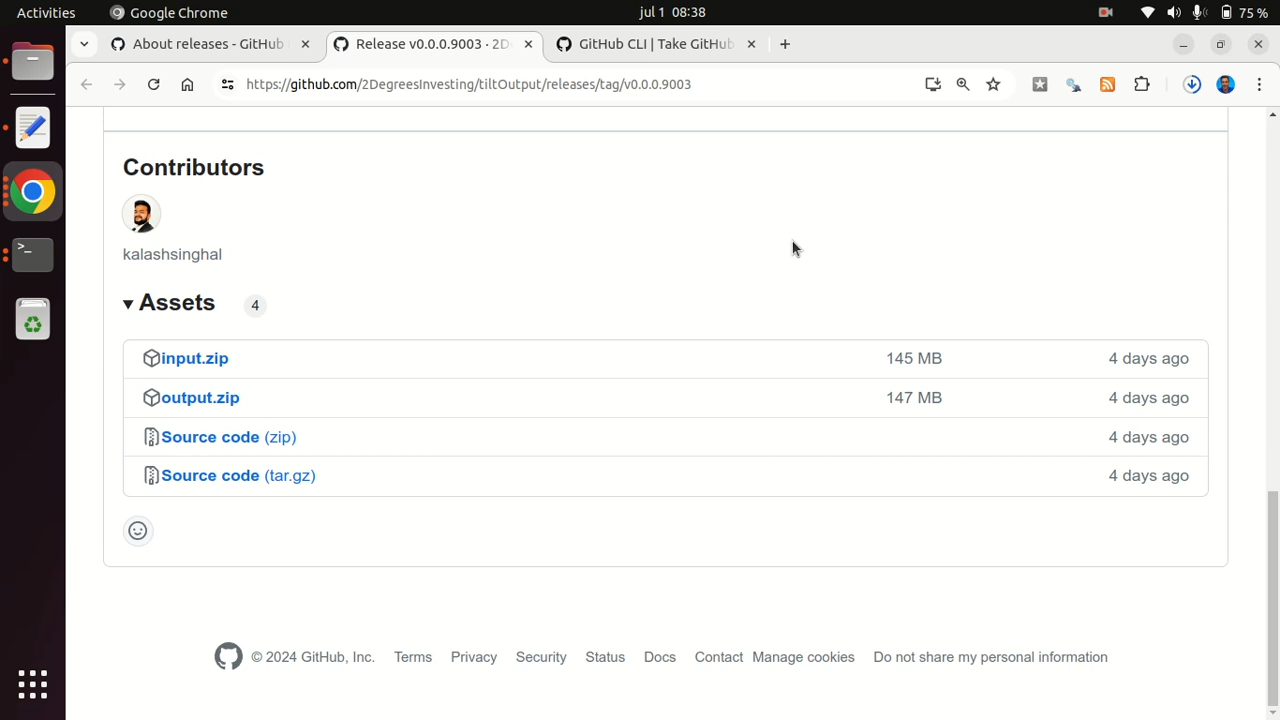 Activities
Google Chrome
jul 1 08:38
75 %
About releases - GitHub
Release v0.0.0.9003 · 2D
GitHub CLI | Take GitHub
https://github.com/2DegreesInvesting/tiltOutput/releases/tag/v0.0.0.9003
Contributors
kalashsinghal
Assets 4
input.zip 145 MB 4 days ago
output.zip 147 MB 4 days ago
Source code (zip) 4 days ago
Source code (tar.gz) 4 days ago
© 2024 GitHub, Inc. Terms Privacy Security Status Docs Contact Manage cookies Do not share my personal information